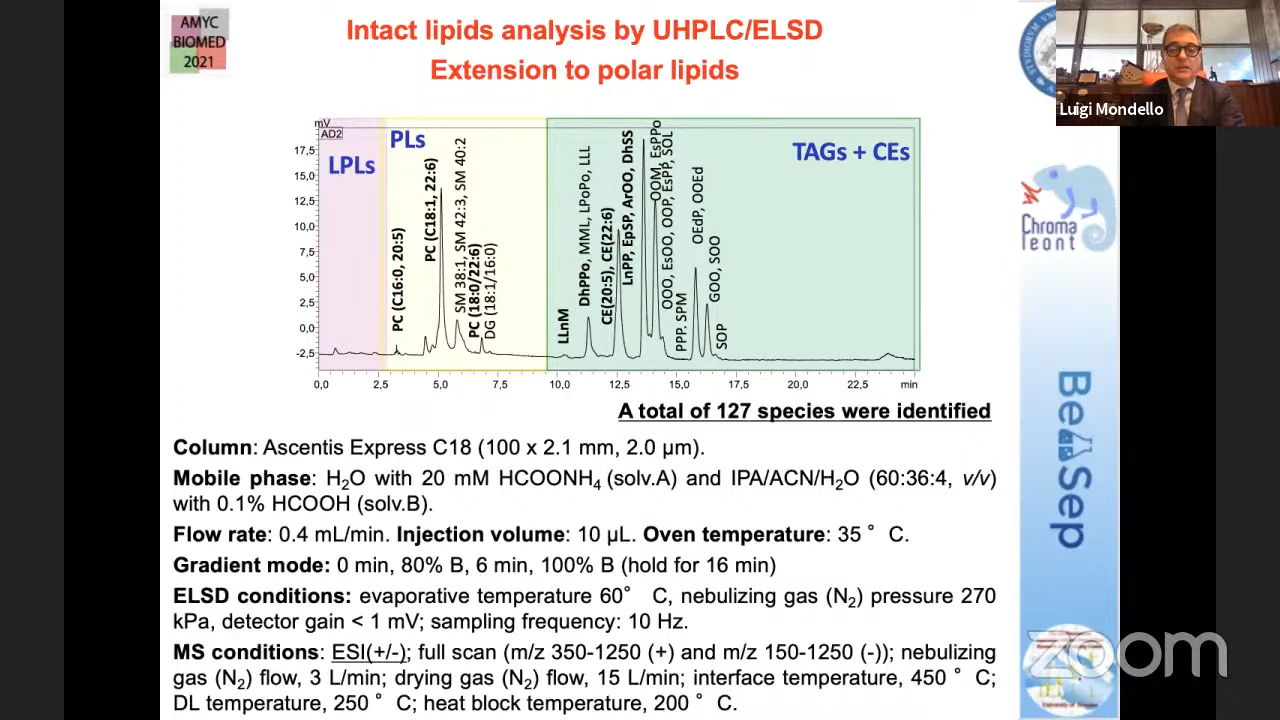 AMYC
BIOMED
2021
Intact lipids analysis by UHPLC/ELSD
Extension to polar lipids
Luigi Mondello
mV
AD2
LPLs
PLs
TAGs + CEs
17,5
15,0
12,5
10,0
7,5
5,0
2,5
0,0
-2,5
PC (C16:0, 20:5)
PC (C18:1, 22:6)
SM 38:1, SM 42:3, SM 40:2
PC (18:0/22:6)
DG (18:1/16:0)
LLnM
DhPPo, MML, LPoPo, LLL
CE(20:5), CE(22:6)
LnPP, EpSP, ArOO, DhSS
OOM, EsPPo
OOO, EsOO, OOP, EsPP, SOL
PPP. SPM
OEdP, OOEd
GOO, SOO
SOP
0,0 2,5 5,0 7,5 10,0 12,5 15,0 17,5 20,0 22,5 min
A total of 127 species were identified
Column: Ascentis Express C18 (100 x 2.1 mm, 2.0 µm).
Mobile phase: H₂O with 20 mM HCOONH₄ (solv.A) and IPA/ACN/H₂O (60:36:4, v/v)
with 0.1% HCOOH (solv.B).
Flow rate: 0.4 mL/min. Injection volume: 10 µL. Oven temperature: 35 ° C.
Gradient mode: 0 min, 80% B, 6 min, 100% B (hold for 16 min)
ELSD conditions: evaporative temperature 60° C, nebulizing gas (N₂) pressure 270
kPa, detector gain < 1 mV; sampling frequency: 10 Hz.
MS conditions: ESI(+/-); full scan (m/z 350-1250 (+) and m/z 150-1250 (-)); nebulizing
gas (N₂) flow, 3 L/min; drying gas (N₂) flow, 15 L/min; interface temperature, 450 ° C;
DL temperature, 250 ° C; heat block temperature, 200 ° C.
Chroma
leont
BeSep
zoom